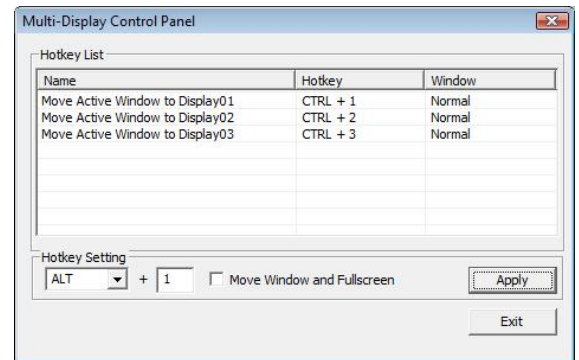 Multi-Display Control Panel
Hotkey List
Name Hotkey Window
Move Active Window to Display01 CTRL + 1 Normal
Move Active Window to Display02 CTRL + 2 Normal
Move Active Window to Display03 CTRL + 3 Normal
Hotkey Setting
ALT + 1 Move Window and Fullscreen Apply
Exit